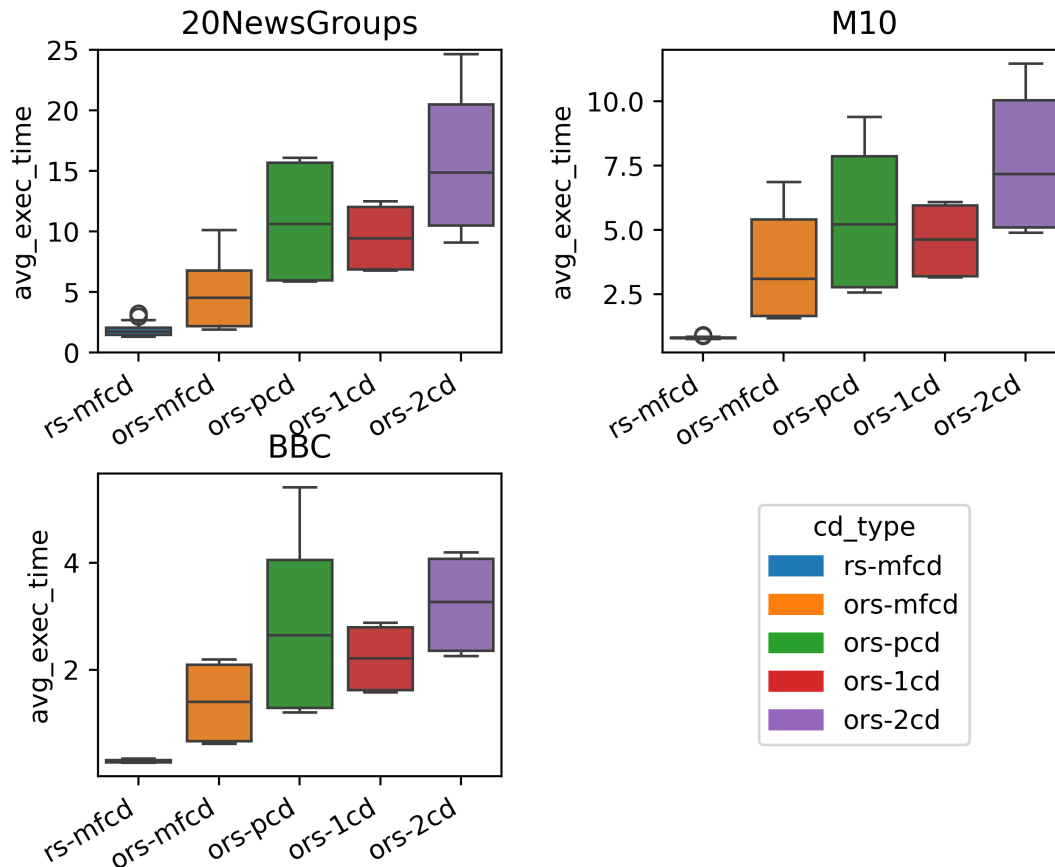 20NewsGroups
avg_exec_time
25
20
15
10
5
0
rs-mfcd
ors-mfcd
ors-pcd
ors-1cd
ors-2cd
M10
avg_exec_time
10.0
7.5
5.0
2.5
rs-mfcd
ors-mfcd
ors-pcd
ors-1cd
ors-2cd
BBC
avg_exec_time
4
2
rs-mfcd
ors-mfcd
ors-pcd
ors-1cd
ors-2cd
cd_type
rs-mfcd
ors-mfcd
ors-pcd
ors-1cd
ors-2cd